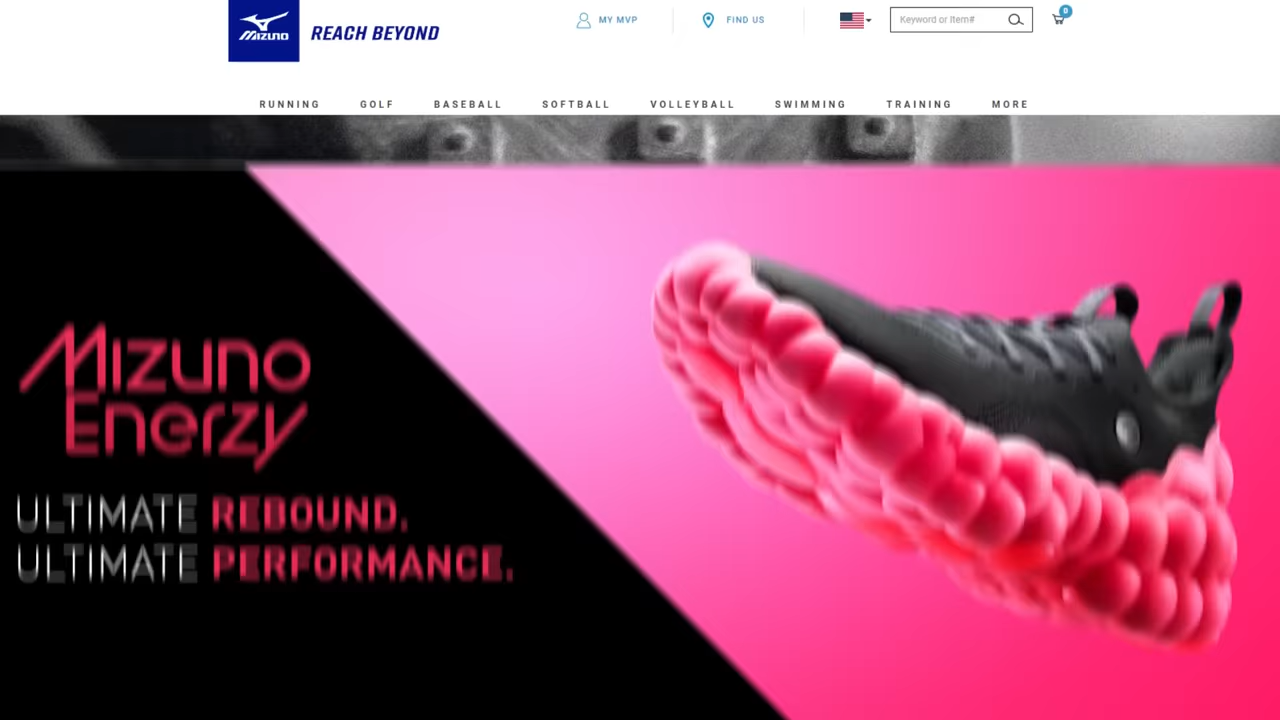 MIZUNO
REACH BEYOND
MY MVP
FIND US
Keyword or Item#
0
RUNNING GOLF BASEBALL SOFTBALL VOLLEYBALL SWIMMING TRAINING MORE
MIZUNO
Enerzy
ULTIMATE REBOUND.
ULTIMATE PERFORMANCE.